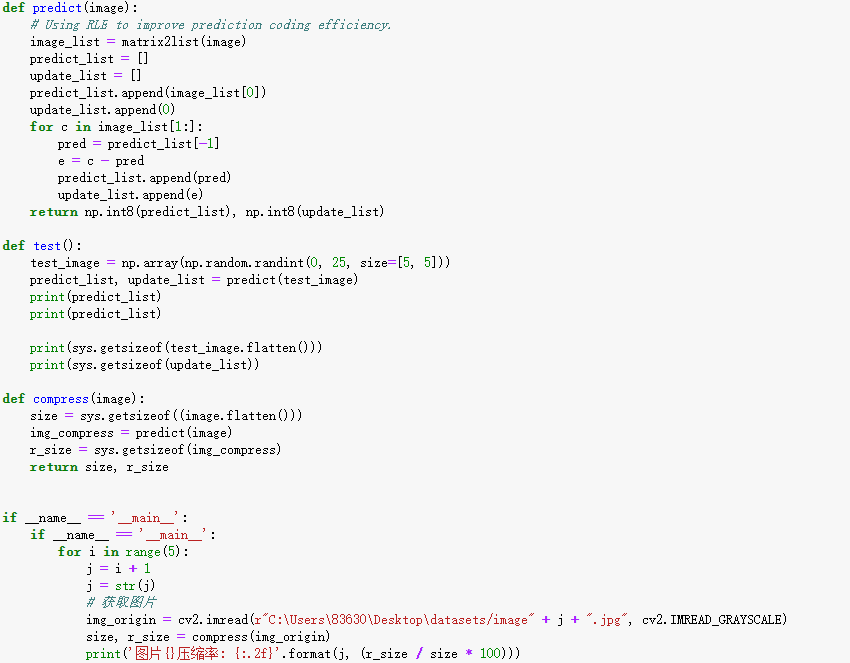 def predict(image):
    # Using RLE to improve prediction coding efficiency.
    image_list = matrix2list(image)
    predict_list = []
    update_list = []
    predict_list.append(image_list[0])
    update_list.append(0)
    for c in image_list[1:]:
        pred = predict_list[-1]
        e = c - pred
        predict_list.append(pred)
        update_list.append(e)
    return np.int8(predict_list), np.int8(update_list)

def test():
    test_image = np.array(np.random.randint(0, 25, size=[5, 5]))
    predict_list, update_list = predict(test_image)
    print(predict_list)
    print(predict_list)

    print(sys.getsizeof(test_image.flatten()))
    print(sys.getsizeof(update_list))

def compress(image):
    size = sys.getsizeof((image.flatten()))
    img_compress = predict(image)
    r_size = sys.getsizeof(img_compress)
    return size, r_size


if __name__ == '__main__':
    if __name__ == '__main__':
        for i in range(5):
            j = i + 1
            j = str(j)
            # 获取图片
            img_origin = cv2.imread(r"C:\Users\83630\Desktop\datasets/image" + j + ".jpg", cv2.IMREAD_GRAYSCALE)
            size, r_size = compress(img_origin)
            print('图片{}压缩率: {:.2f}'.format(j, (r_size / size * 100)))